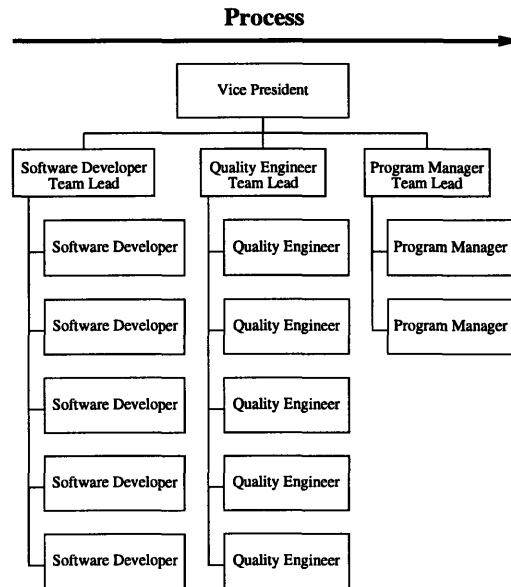 Process
Vice President
Software Developer
Team Lead
Quality Engineer
Team Lead
Program Manager
Team Lead
Software Developer
Quality Engineer
Program Manager
Software Developer
Quality Engineer
Program Manager
Software Developer
Quality Engineer
Software Developer
Quality Engineer
Software Developer
Quality Engineer